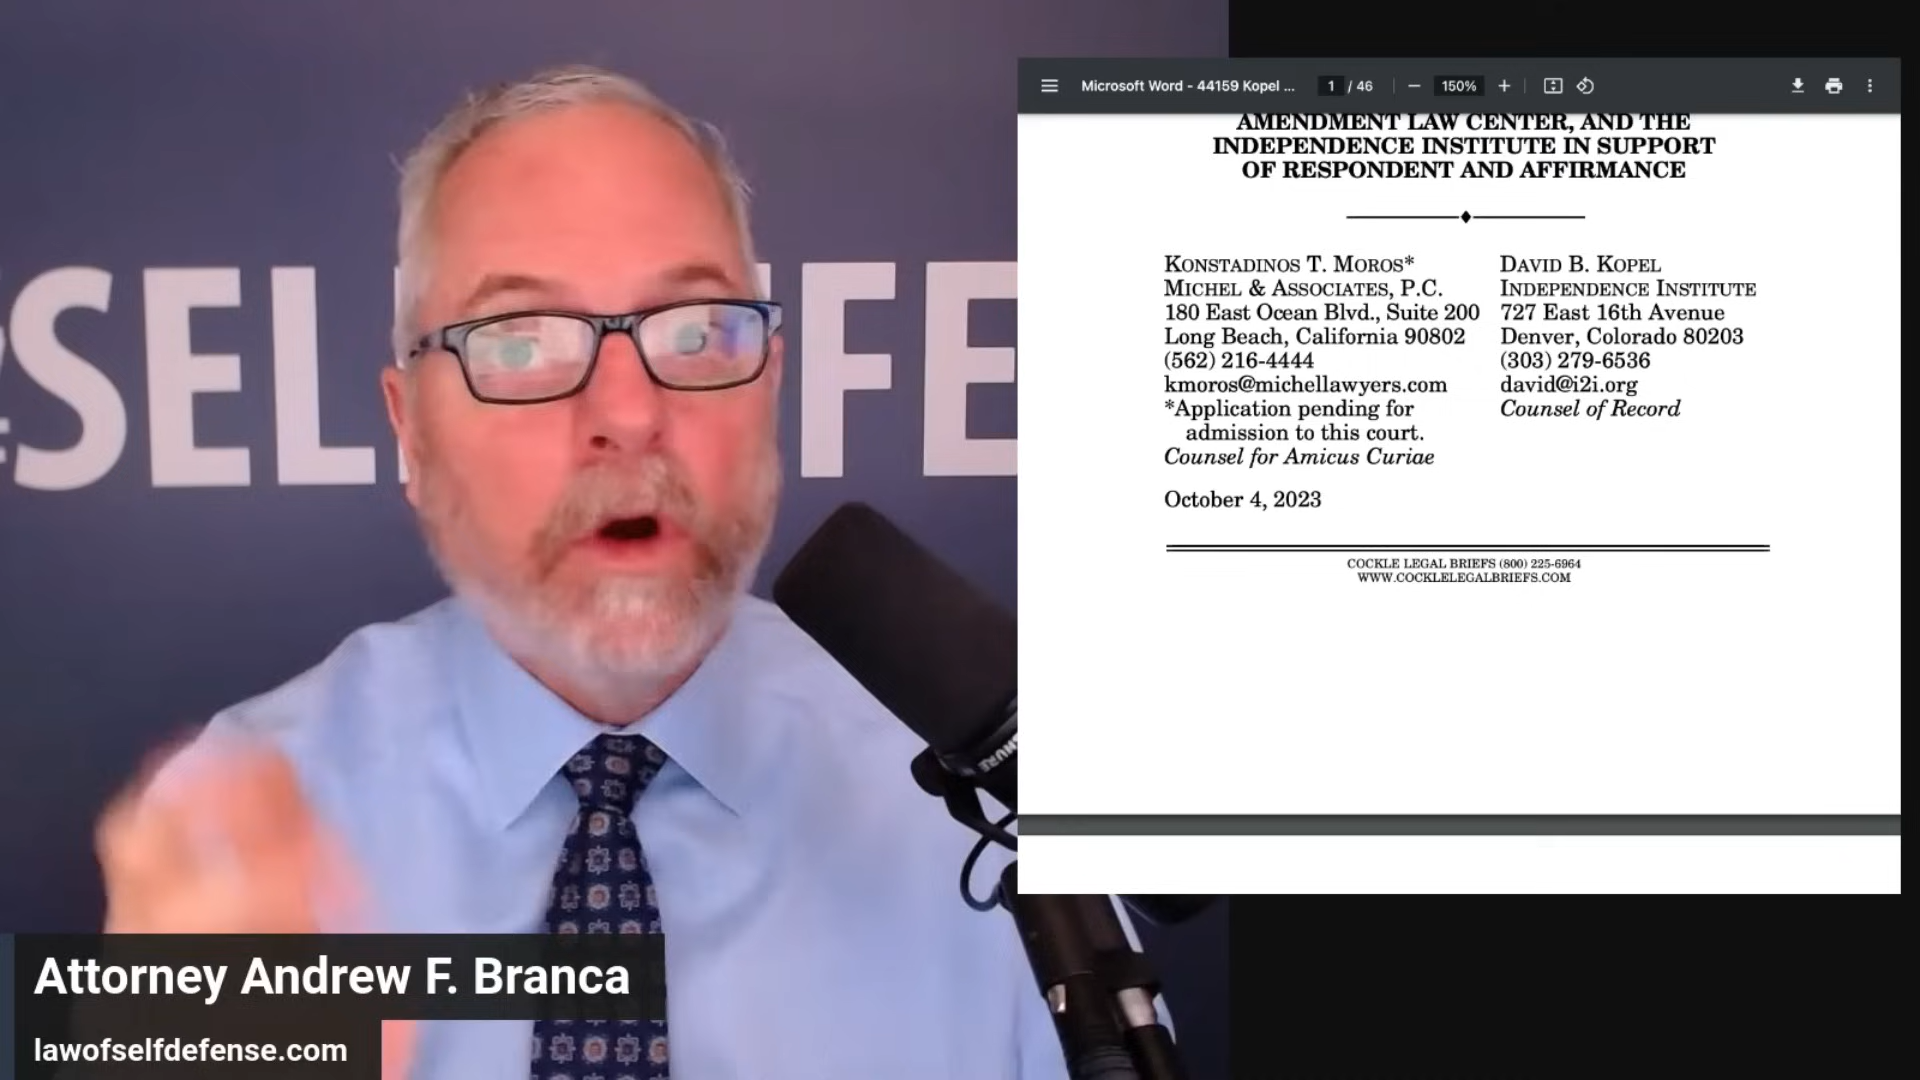 #SEL
FE
SHURE
Attorney Andrew F. Branca
lawofselfdefense.com
Microsoft Word - 44159 Kopel ...
1 / 46
150%
AMENDMENT LAW CENTER, AND THE
INDEPENDENCE INSTITUTE IN SUPPORT
OF RESPONDENT AND AFFIRMANCE
KONSTADINOS T. MOROS*
MICHEL & ASSOCIATES, P.C.
180 East Ocean Blvd., Suite 200
Long Beach, California 90802
(562) 216-4444
kmoros@michellawyers.com
*Application pending for
admission to this court.
Counsel for Amicus Curiae
DAVID B. KOPEL
INDEPENDENCE INSTITUTE
727 East 16th Avenue
Denver, Colorado 80203
(303) 279-6536
david@i2i.org
Counsel of Record
October 4, 2023
COCKLE LEGAL BRIEFS (800) 225-6964
WWW.COCKLELEGALBRIEFS.COM